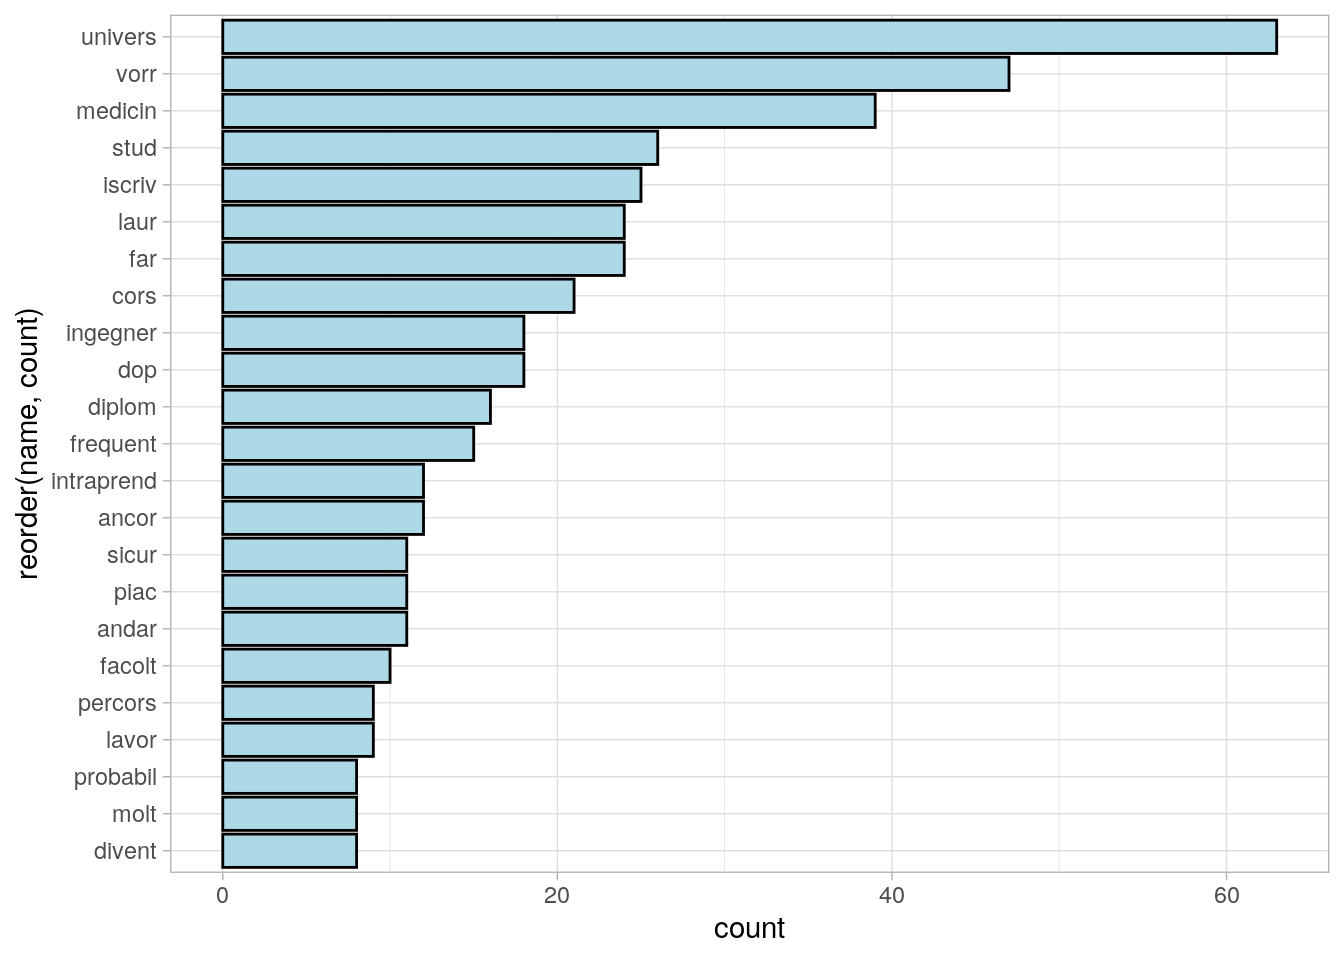 univers
vorr
medicin
stud
iscriv
laur
far
cors
ingegner
dop
diplom
frequent
intraprend
ancor
sicur
piac
andar
facolt
percors
lavor
probabil
molt
divent
reorder(name, count)
0 20 40 60
count